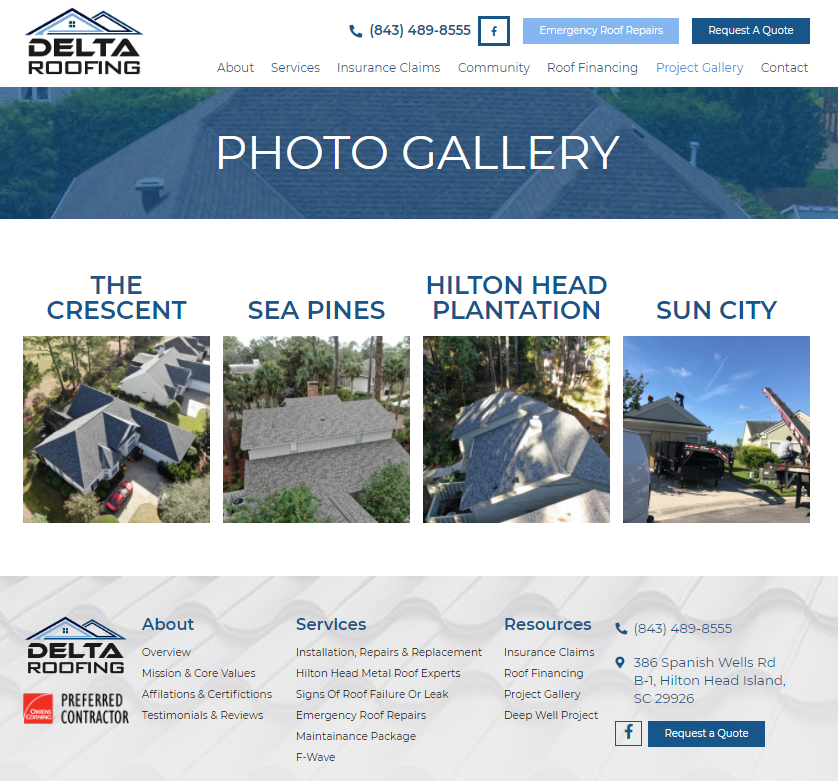 DELTA
ROOFING
(843) 489-8555
f
Emergency Roof Repairs
Request A Quote
About
Services
Insurance Claims
Community
Roof Financing
Project Gallery
Contact
PHOTO GALLERY
THE
CRESCENT
SEA PINES
HILTON HEAD
PLANTATION
SUN CITY
DELTA
ROOFING
OWENS
CORNING
PREFERRED
CONTRACTOR
About
Overview
Mission & Core Values
Affilations & Certifictions
Testimonials & Reviews
Services
Installation, Repairs & Replacement
Hilton Head Metal Roof Experts
Signs Of Roof Failure Or Leak
Emergency Roof Repairs
Maintainance Package
F-Wave
Resources
Insurance Claims
Roof Financing
Project Gallery
Deep Well Project
(843) 489-8555
386 Spanish Wells Rd
B-1, Hilton Head Island,
SC 29926
f
Request a Quote